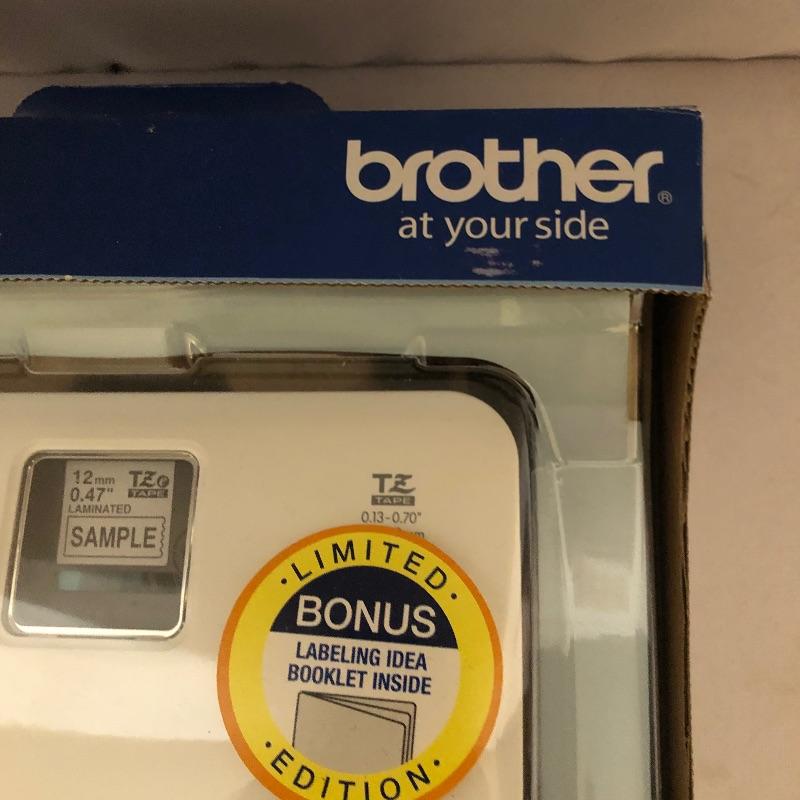 brother®
at your side
12mm
0.47"
LAMINATED
TZe
TAPE
SAMPLE
TZ
TAPE
0.13-0.70"
·LIMITED·
BONUS
LABELING IDEA
BOOKLET INSIDE
·EDITION·